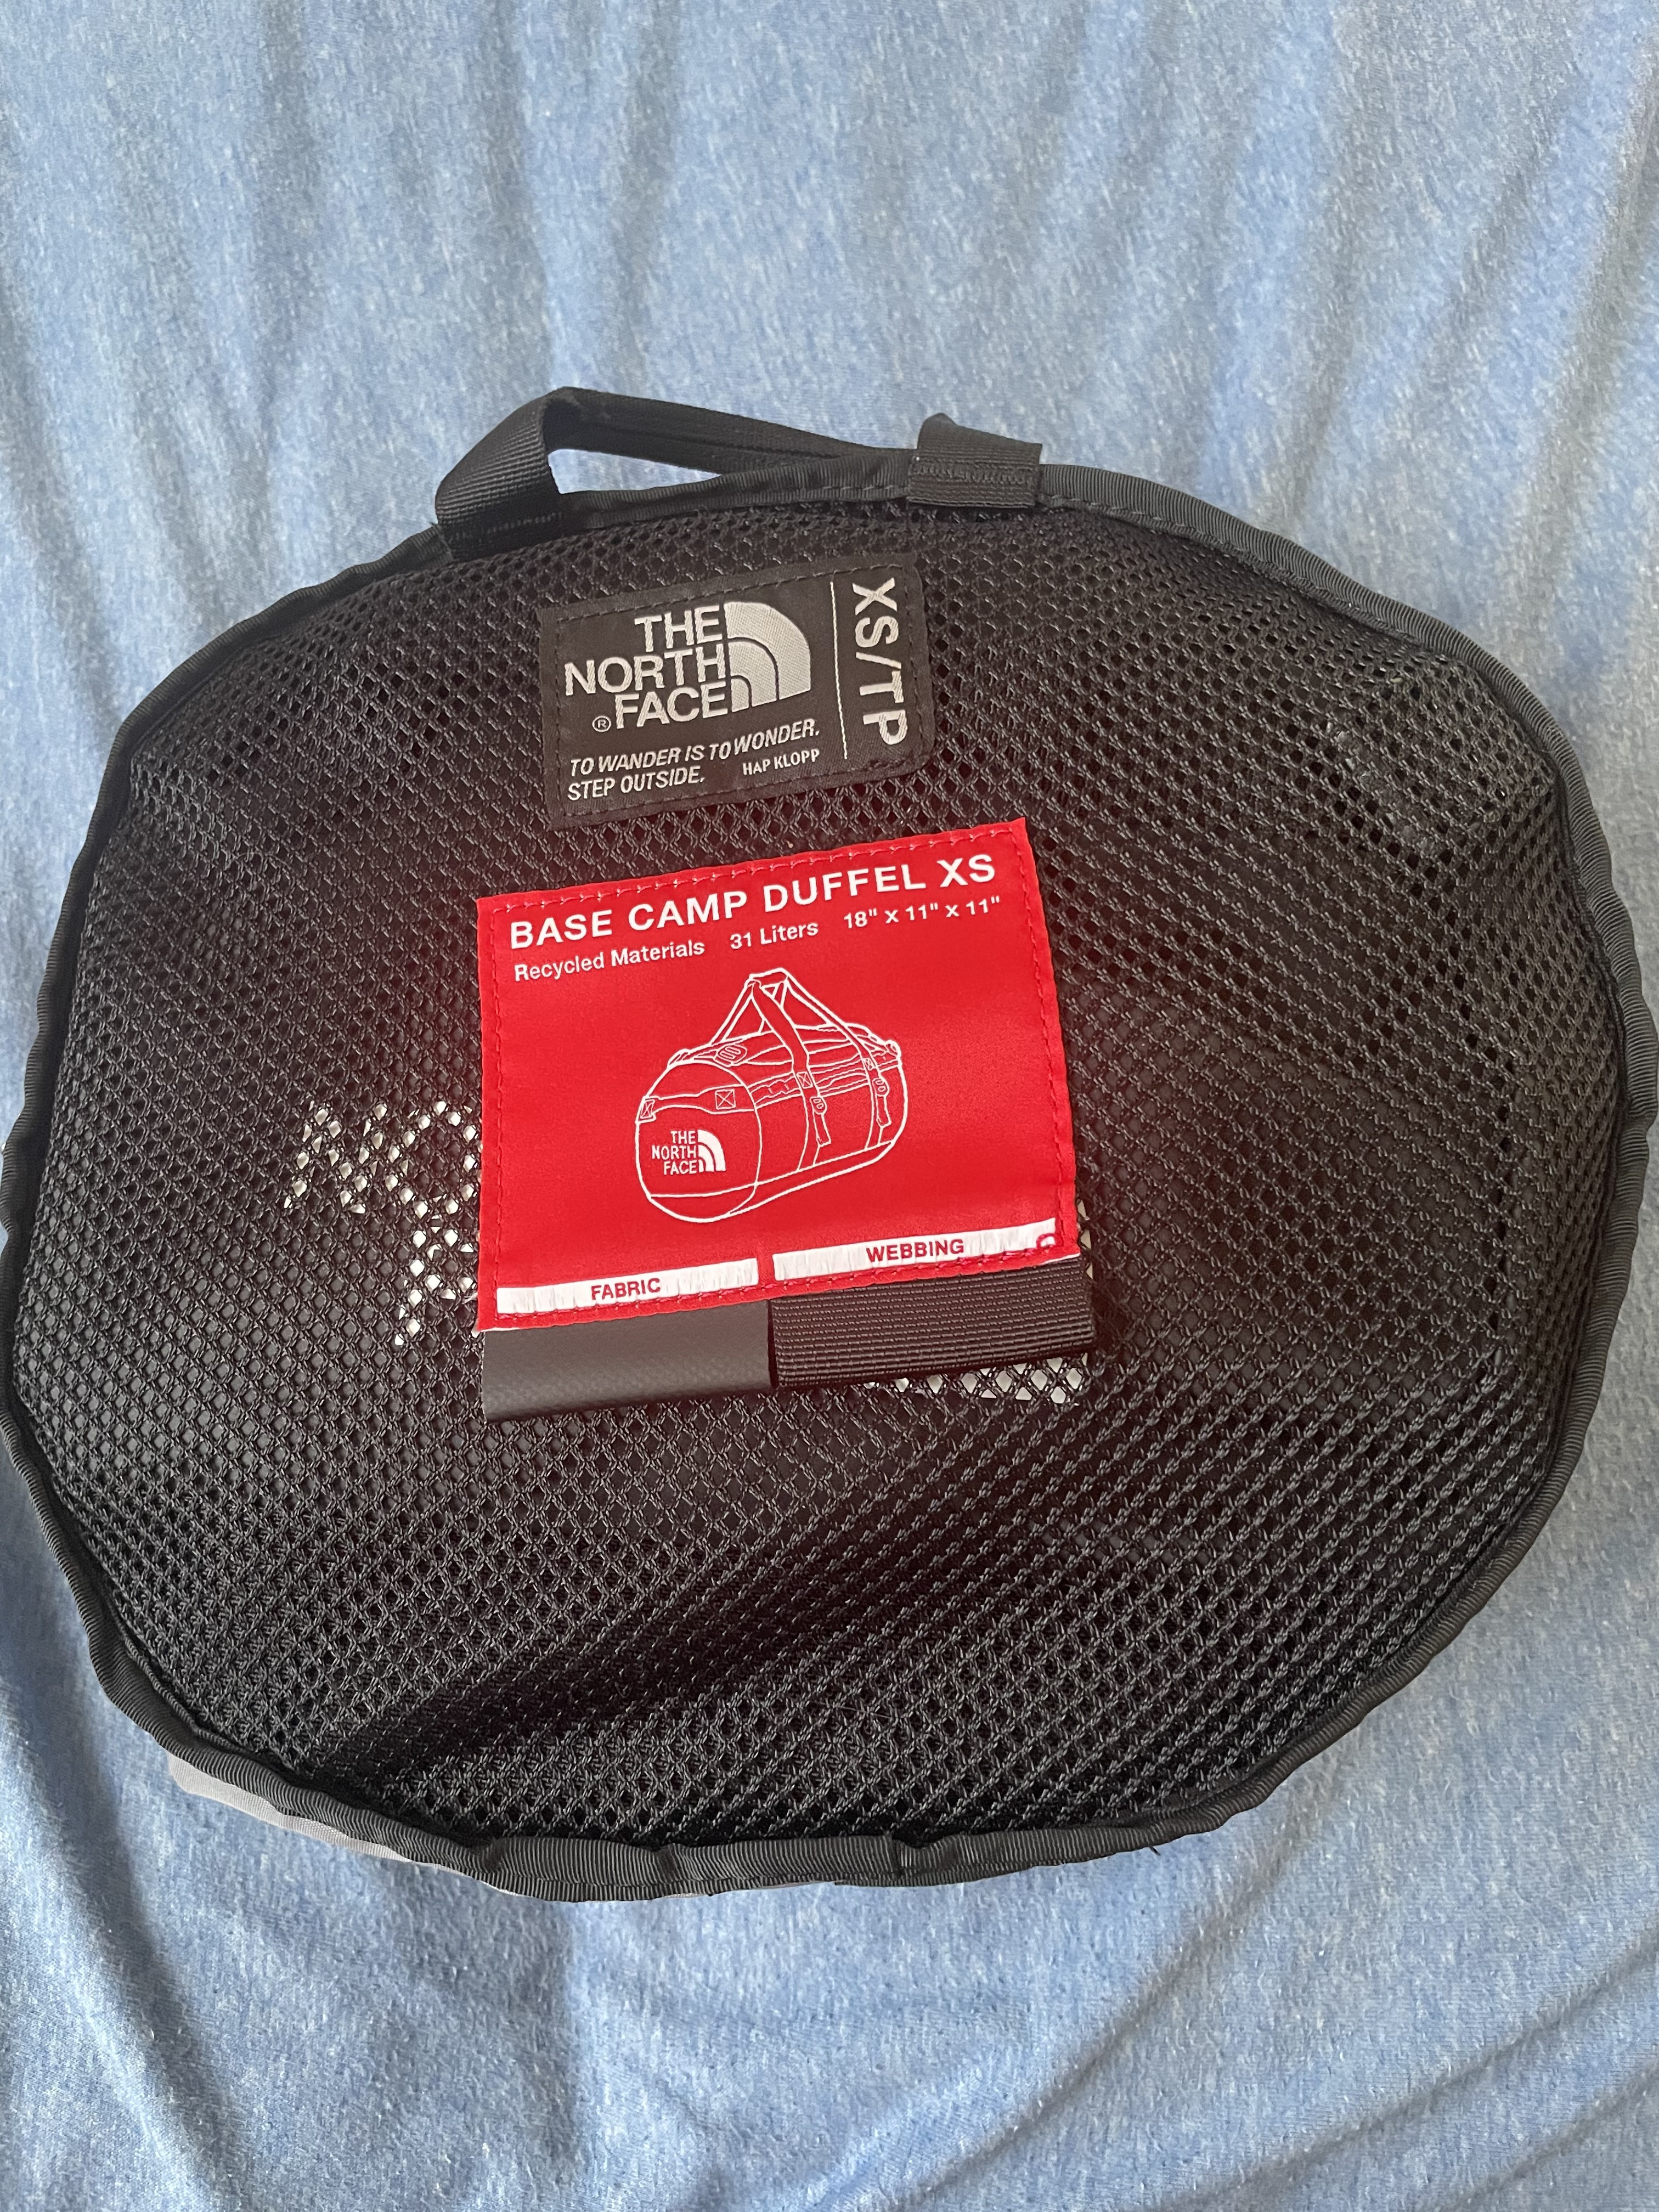 THE
NORTH
FACE
®
TO WANDER IS TO WONDER.
STEP OUTSIDE. HAP KLOPP
XS/TP
BASE CAMP DUFFEL XS
Recycled Materials 31 Liters 18" x 11" x 11"
THE
NORTH
FACE
FABRIC
WEBBING
NO